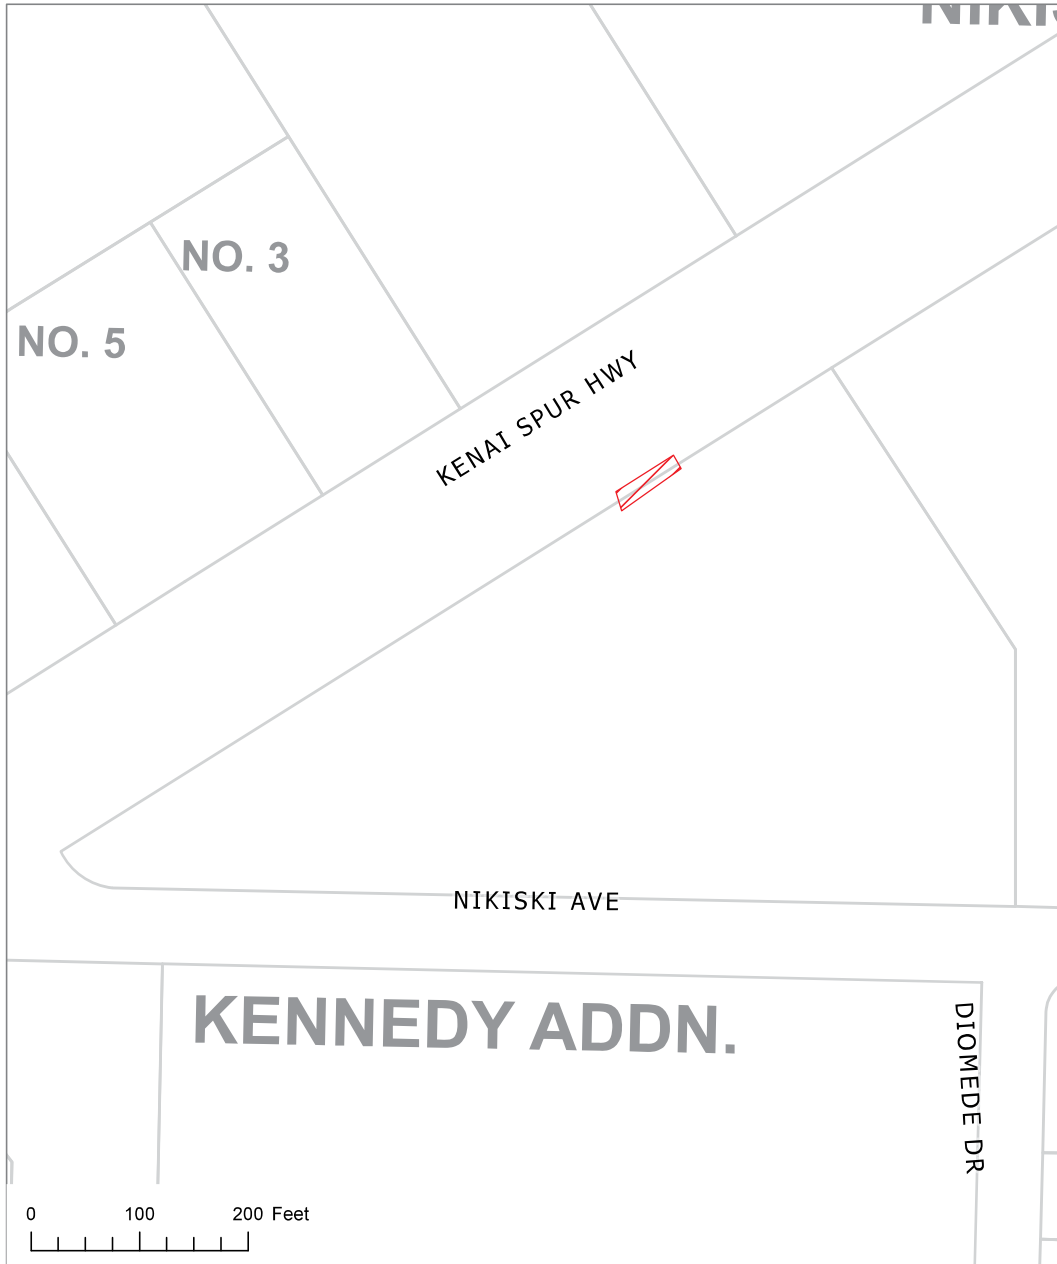 NO. 3
NO. 5
KENAI SPUR HWY
NIKISKI AVE
KENNEDY ADDN.
DIOMEDE DR
0 100 200 Feet